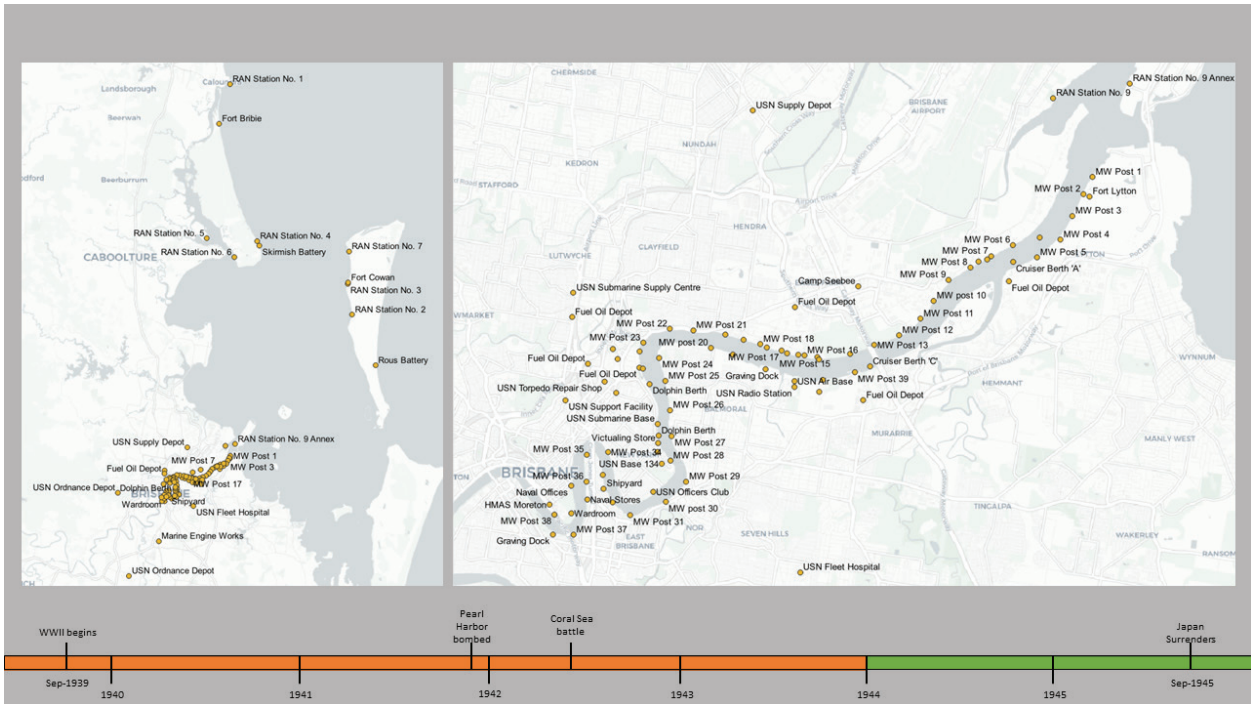 Caloun
RAN Station No. 1
Landsborough
Beerwah
Fort Bribie
dford
Beerburrum
RAN Station No. 5
RAN Station No. 4
Skirmish Battery
RAN Station No. 6
CABOOLTURE
RAN Station No. 7
Fort Cowan
RAN Station No. 3
RAN Station No. 2
Rous Battery
USN Supply Depot
RAN Station No. 9 Annex
MW Post 1
MW Post 7
Fuel Oil Depot
MW Post 3
MW Post 17
USN Ordnance Depot
Dolphin Berth
BRISBANE
Wardroom
Shipyard
USN Fleet Hospital
Marine Engine Works
USN Ordnance Depot
CHERMSIDE
RAN Station No. 9 Annex
RAN Station No. 9
USN Supply Depot
BRISBANE
AIRPORT
NUNDAH
KEDRON
STAFFORD
MW Post 1
MW Post 2
Fort Lytton
MW Post 3
HENDRA
MW Post 4
MW Post 6
CLAYFIELD
MW Post 7
MW Post 5
LUTWYCHE
MW Post 8
Cruiser Berth 'A'
MW Post 9
Camp Seebee
Fuel Oil Depot
USN Submarine Supply Centre
MW post 10
Fuel Oil Depot
NEWMARKET
Fuel Oil Depot
MW Post 11
MW Post 22
MW Post 21
MW Post 12
MW Post 23
MW post 20
MW Post 18
MW Post 13
MW Post 17
MW Post 16
Fuel Oil Depot
MW Post 24
MW Post 15
Cruiser Berth 'C'
WYNNUM
Fuel Oil Depot
MW Post 25
Graving Dock
MW Post 39
USN Torpedo Repair Shop
Dolphin Berth
USN Air Base
HEMMANT
USN Radio Station
Fuel Oil Depot
USN Support Facility
MW Post 26
BALMORAL
USN Submarine Base
Dolphin Berth
MURARRIE
Victualing Store
MW Post 27
MANLY WEST
MW Post 35
MW Post 34
MW Post 28
BRISBANE
USN Base 134
MW Post 36
Shipyard
MW Post 29
Naval Offices
USN Officers Club
HMAS Moreton
Naval Stores
MW post 30
TINGALPA
Wardroom
MW Post 31
MW Post 38
MW Post 37
NOR
SEVEN HILLS
WAKERLEY
Graving Dock
EAST
BRISBANE
RANSOM
USN Fleet Hospital
WWII begins
Pearl
Harbor
bombed
Coral Sea
battle
Japan
Surrenders
Sep-1939
1940
1941
1942
1943
1944
1945
Sep-1945